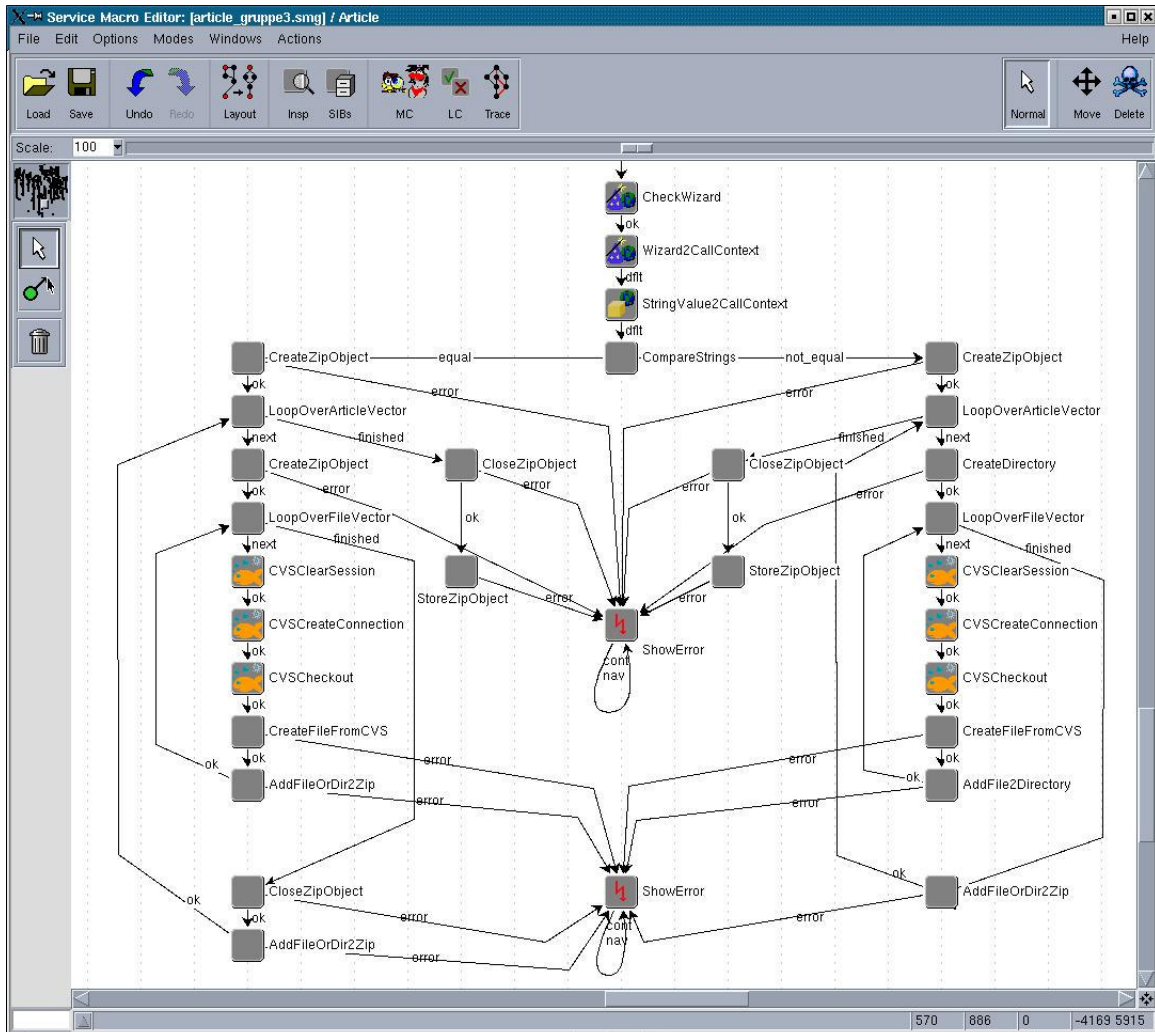 Service Macro Editor: [article_gruppe3.smg] / Article
File Edit Options Modes Windows Actions Help
Load Save Undo Redo Layout Insp SIBs MC LC Trace Normal Move Delete
Scale: 100
CheckWizard
ok
Wizard2CallContext
dflt
StringValue2CallContext
dflt
CreateZipObject equal CompareStrings not_equal CreateZipObject
ok error error ok
LoopOverArticleVector LoopOverArticleVector
next finished finished next
CreateZipObject CloseZipObject CloseZipObject CreateDirectory
ok error error error error ok
LoopOverFileVector ok ok LoopOverFileVector
next finished finished next
CVSClearSession StoreZipObject CVSClearSession
ok StoreZipObject error error ok
CVSCreateConnection CVSCreateConnection
ok ShowError ok
cont
nav
CVSCheckout CVSCheckout
ok ok
CreateFileFromCVS CreateFileFromCVS
ok ok error error ok ok
AddFileOrDir2Zip AddFile2Directory
error error
CloseZipObject ShowError AddFileOrDir2Zip
ok ok error error ok
cont
nav
AddFileOrDir2Zip
error
570 886 0 -4169 5915